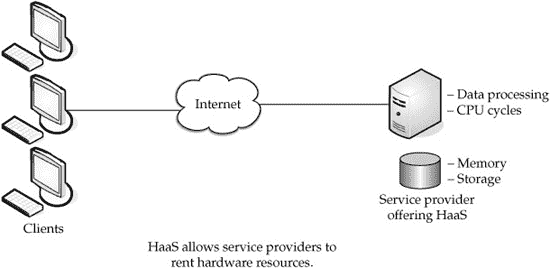 Internet
– Data processing
– CPU cycles
– Memory
– Storage
Service provider
offering HaaS
Clients
HaaS allows service providers to
rent hardware resources.